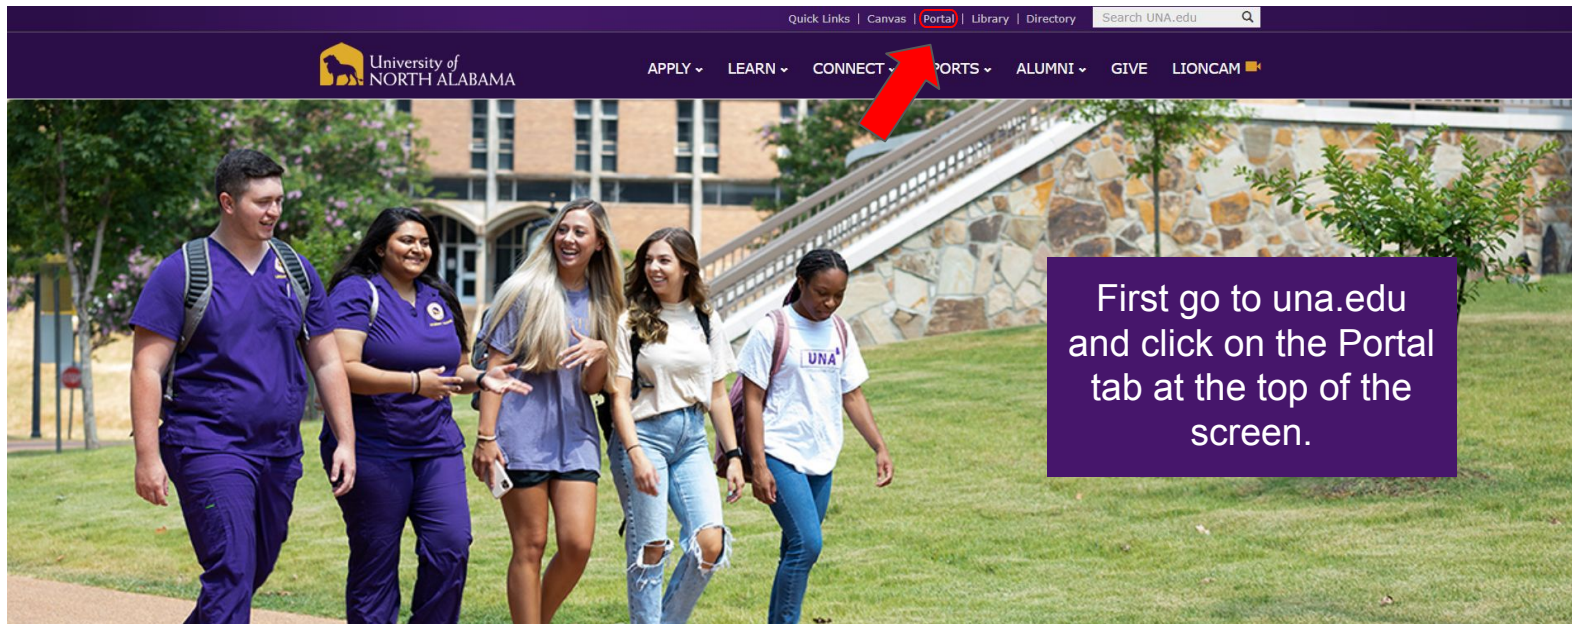 Quick Links | Canvas | Portal | Library | Directory Search UNA.edu
University of
NORTH ALABAMA
APPLY LEARN CONNECT PORTS ALUMNI GIVE LIONCAM
UNA
First go to una.edu
and click on the Portal
tab at the top of the
screen.